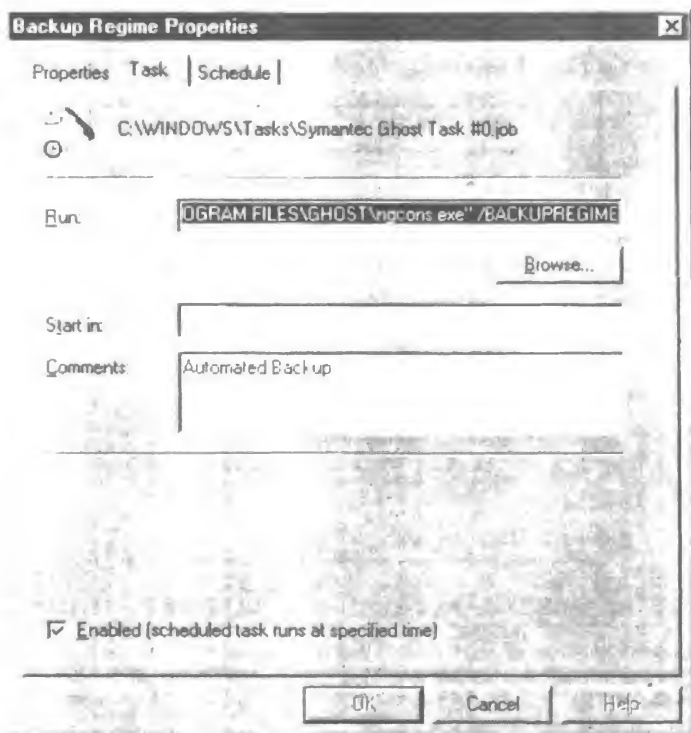 Backup Regime Properties
Properties Task Schedule
C:\WINDOWS\Tasks\Symantec Ghost Task #0.job
Run:
OGRAM FILES\GHOST\ngcons exe" /BACKUPREGIME
Browse...
Start in:
Comments:
Automated Backup
Enabled (scheduled task runs at specified time)
OK Cancel Help